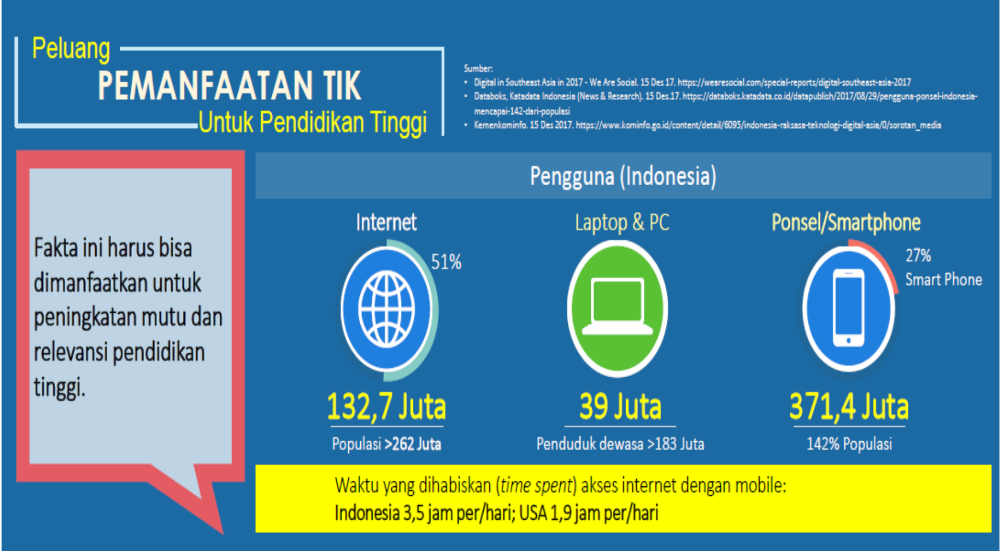 Peluang
PEMANFAATAN TIK
Untuk Pendidikan Tinggi
Sumber:
• Digital in Southeast Asia in 2017 - We Are Social. 15 Des 17. https://wearesocial.com/special-reports/digital-southeast-asia-2017
• Databoks, Katadata Indonesia (News & Research). 15 Des.17. https://databoks.katadata.co.id/datapublish/2017/08/29/pengguna-ponsel-indonesia-
mencapai-142-dari-populasi
• Kemenkominfo. 15 Des 2017. https://www.kominfo.go.id/content/detail/6095/indonesia-raksasa-teknologi-digital-asia/0/sorotan_media
Fakta ini harus bisa
dimanfaatkan untuk
peningkatan mutu dan
relevansi pendidikan
tinggi.
Pengguna (Indonesia)
Internet
51%
132,7 Juta
Populasi >262 Juta
Laptop & PC
39 Juta
Penduduk dewasa >183 Juta
Ponsel/Smartphone
27%
Smart Phone
371,4 Juta
142% Populasi
Waktu yang dihabiskan (time spent) akses internet dengan mobile:
Indonesia 3,5 jam per/hari; USA 1,9 jam per/hari